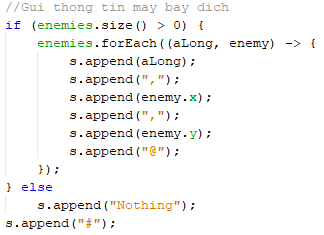 //Gui thong tin may bay dich
if (enemies.size() > 0) {
    enemies.forEach((aLong, enemy) -> {
        s.append(aLong);
        s.append(",");
        s.append(enemy.x);
        s.append(",");
        s.append(enemy.y);
        s.append("@");
    });
} else
    s.append("Nothing");
s.append("#");